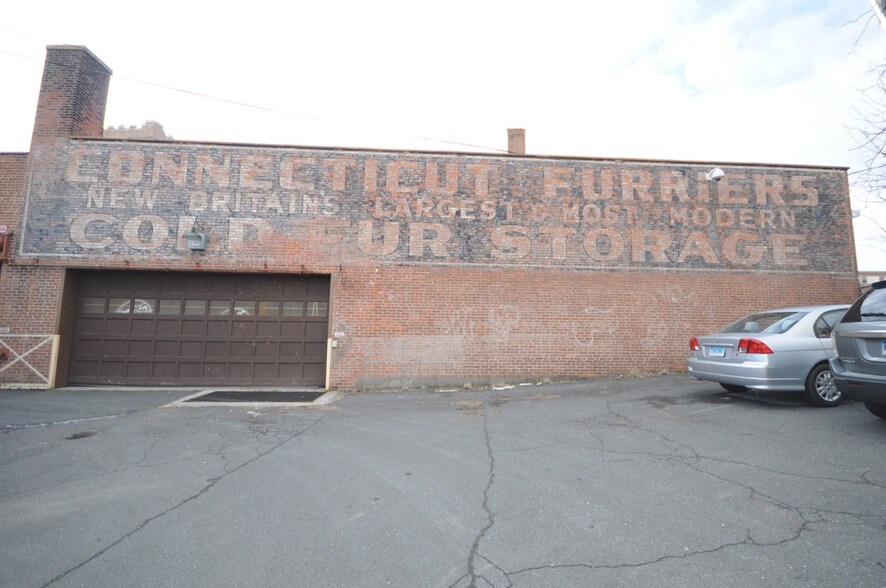 CONNECTICUT FURRIERS
NEW BRITAINS LARGEST & MOST MODERN
COLD FUR STORAGE